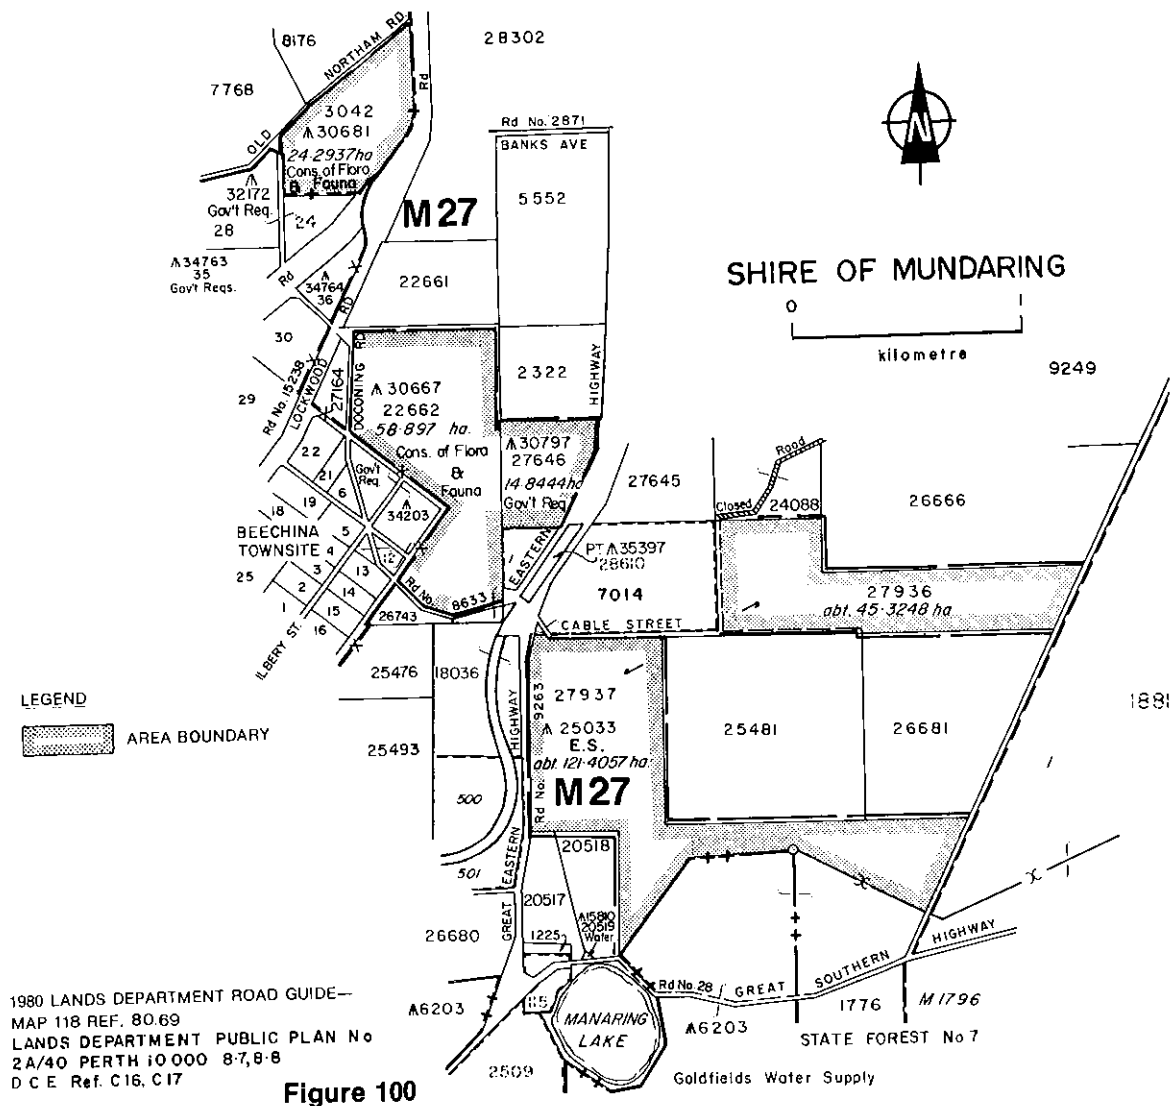 8176
OLD NORTHAM RD
Rd
28302
7768
3042
⩚30681
24·2937ha
Cons. of Flora
& Fauna
Rd No. 2871
BANKS AVE
N
⩚
32172
Gov't Req.
28
24
M27
5552
⩚34763
35
Gov't Reqs.
Rd
⩚
34764
36
RD
22661
SHIRE OF MUNDARING
0 1
kilometre
30
29
Rd No. 15238
LOCKWOOD
27164
DOCONING RD
⩚30667
22662
58·897 ha.
Cons. of Flora
&
Fauna
2322
HIGHWAY
9249
⩚30797
27646
14·8444ha
Gov't Req
27645
Road
Closed
24088
26666
22
21
6
Gov't
Req.
19
18
5
⩚
34203
BEECHINA
TOWNSITE
4
12
3
13
25
2
14
1
15
16
Rd No. 8633
26743
ILBERY ST.
1
EASTERN
PT⩚35397
28610
7014
CABLE STREET
27936
abt. 45·3248 ha
25476
18036
25493
HIGHWAY
Rd No. 9263
27937
⩚25033
E.S.
abt. 121·4057ha.
M27
25481
26681
1881
1
LEGEND
AREA BOUNDARY
500
501
GREAT EASTERN
20518
20517
⩚15810
20519
Water
1225
26680
⩚6203
115
MANARING
LAKE
Rd No. 28
GREAT SOUTHERN HIGHWAY
⩚6203
1776
M1796
STATE FOREST No 7
2509
Goldfields Water Supply
1980 LANDS DEPARTMENT ROAD GUIDE—
MAP 118 REF. 80.69
LANDS DEPARTMENT PUBLIC PLAN No
2A/40 PERTH 10 000 8·7,8·8
D C E Ref. C16, C17
Figure 100